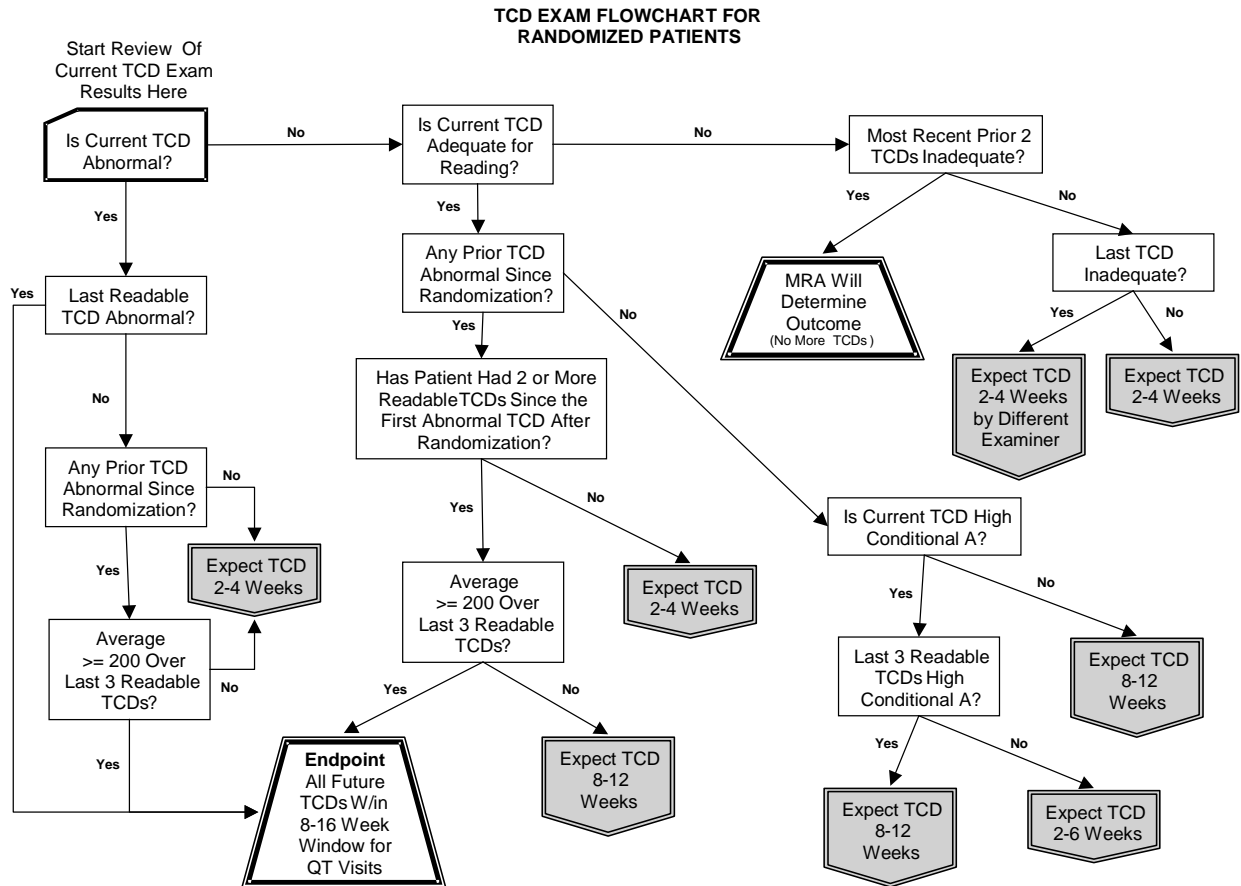 TCD EXAM FLOWCHART FOR
RANDOMIZED PATIENTS
Start Review Of
Current TCD Exam
Results Here
Is Current TCD
Abnormal?
No
Is Current TCD
Adequate for
Reading?
No
Most Recent Prior 2
TCDs Inadequate?
Yes
Yes
Yes
No
Last Readable
TCD Abnormal?
Yes
No
Any Prior TCD
Abnormal Since
Randomization?
Yes
No
MRA Will
Determine
Outcome
(No More TCDs)
Last TCD
Inadequate?
Yes
No
Expect TCD
2-4 Weeks
by Different
Examiner
Expect TCD
2-4 Weeks
Has Patient Had 2 or More
Readable TCDs Since the
First Abnormal TCD After
Randomization?
Yes
No
Any Prior TCD
Abnormal Since
Randomization?
No
Yes
Expect TCD
2-4 Weeks
Average
>= 200 Over
Last 3 Readable
TCDs?
No
Yes
Average
>= 200 Over
Last 3 Readable
TCDs?
Yes
No
Expect TCD
2-4 Weeks
Is Current TCD High
Conditional A?
Yes
No
Last 3 Readable
TCDs High
Conditional A?
Yes
No
Expect TCD
8-12
Weeks
Endpoint
All Future
TCDs W/in
8-16 Week
Window for
QT Visits
Expect TCD
8-12
Weeks
Expect TCD
8-12
Weeks
Expect TCD
2-6 Weeks